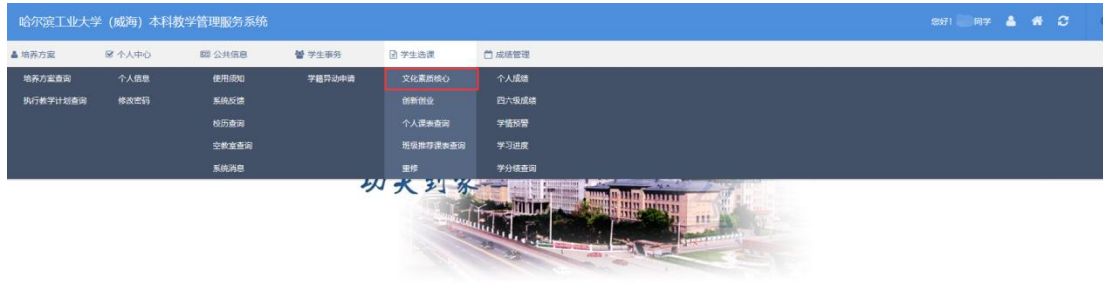 哈尔滨工业大学（威海）本科教学管理服务系统
您好! 同学
培养方案 个人中心 公共信息 学生事务 学生选课 成绩管理
培养方案查询 个人信息 使用须知 学籍异动申请 文化素质核心 个人成绩
执行教学计划查询 修改密码 系统反馈 创新创业 四六级成绩
校历查询 个人课表查询 学情预警
空教室查询 班级推荐课表查询 学习进度
系统消息 重修 学分绩查询
功夫到家